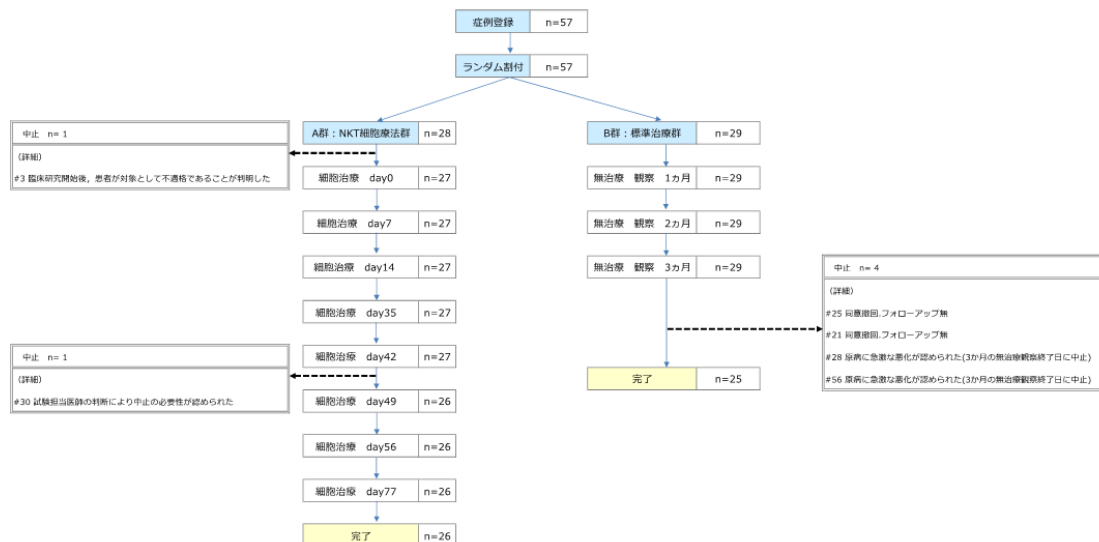 症例登録 n=57
ランダム割付 n=57
A群：NKT細胞療法群 n=28
中止 n= 1
（詳細）
#3 臨床研究開始後，患者が対象として不適格であることが判明した
細胞治療 day0 n=27
細胞治療 day7 n=27
細胞治療 day14 n=27
細胞治療 day35 n=27
細胞治療 day42 n=27
中止 n= 1
（詳細）
#30 試験担当医師の判断により中止の必要性が認められた
細胞治療 day49 n=26
細胞治療 day56 n=26
細胞治療 day77 n=26
完了 n=26
B群：標準治療群 n=29
無治療 観察 1ヵ月 n=29
無治療 観察 2ヵ月 n=29
無治療 観察 3ヵ月 n=29
中止 n= 4
（詳細）
#25 同意撤回.フォローアップ無
#21 同意撤回.フォローアップ無
#28 原病に急激な悪化が認められた(3か月の無治療観察終了日に中止)
#56 原病に急激な悪化が認められた(3か月の無治療観察終了日に中止)
完了 n=25